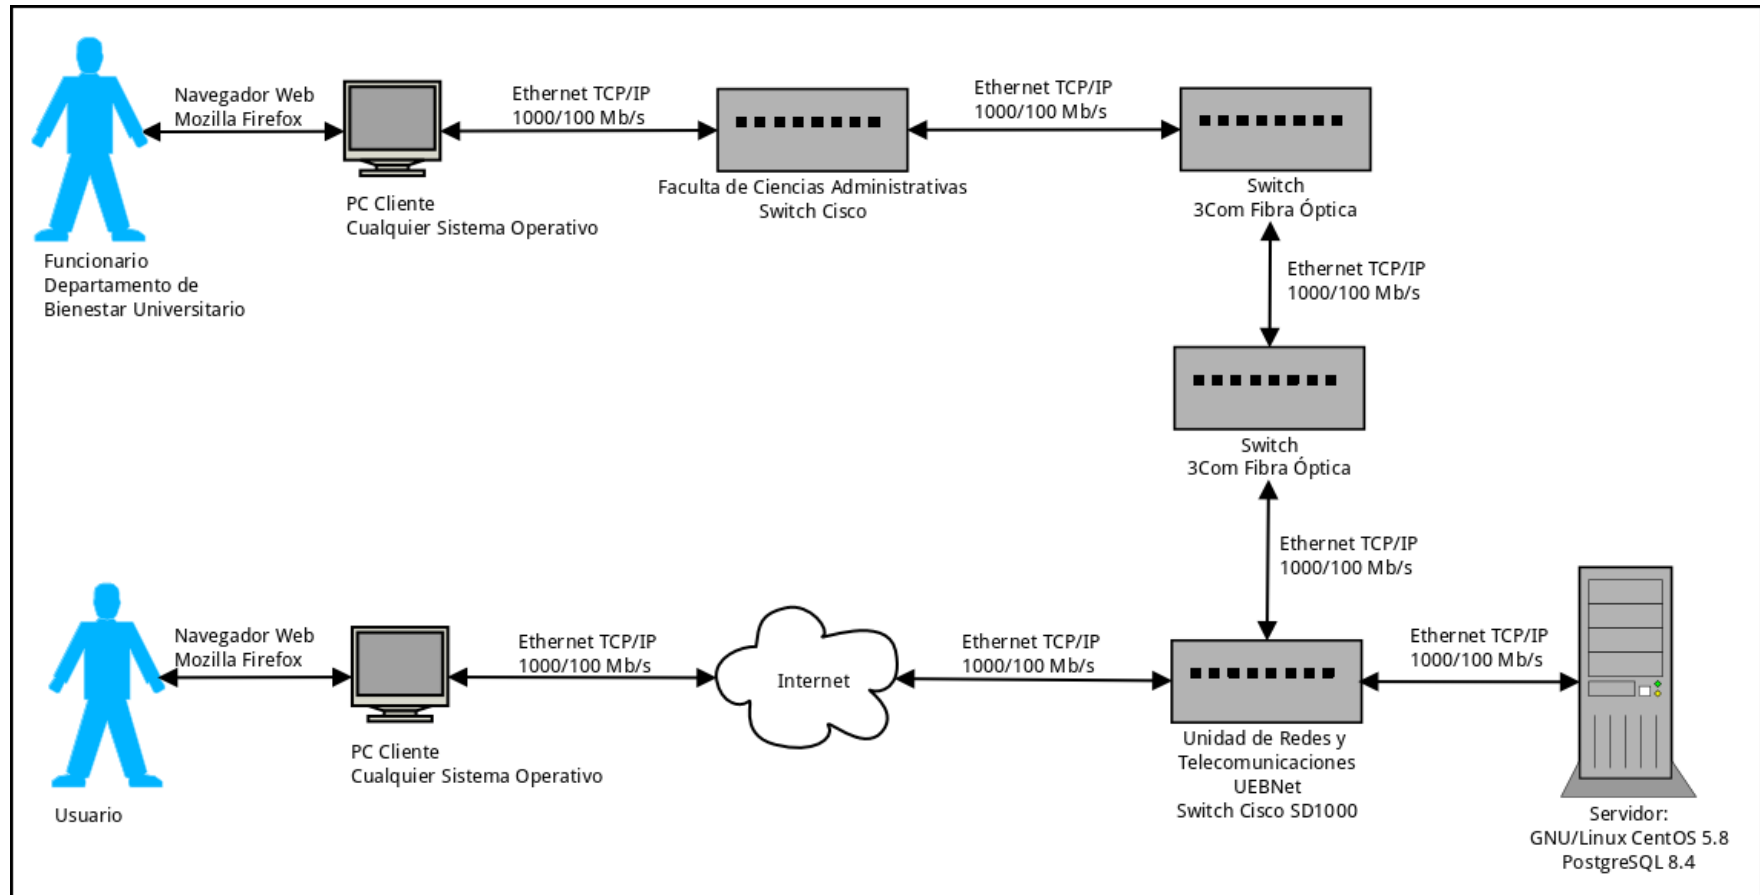 Navegador Web
Mozilla Firefox
Ethernet TCP/IP
1000/100 Mb/s
Ethernet TCP/IP
1000/100 Mb/s
PC Cliente
Cualquier Sistema Operativo
Faculta de Ciencias Administrativas
Switch Cisco
Switch
3Com Fibra Óptica
Funcionario
Departamento de
Bienestar Universitario
Ethernet TCP/IP
1000/100 Mb/s
Switch
3Com Fibra Óptica
Ethernet TCP/IP
1000/100 Mb/s
Navegador Web
Mozilla Firefox
Ethernet TCP/IP
1000/100 Mb/s
Internet
Ethernet TCP/IP
1000/100 Mb/s
Ethernet TCP/IP
1000/100 Mb/s
PC Cliente
Cualquier Sistema Operativo
Usuario
Unidad de Redes y
Telecomunicaciones
UEBNet
Switch Cisco SD1000
Servidor:
GNU/Linux CentOS 5.8
PostgreSQL 8.4